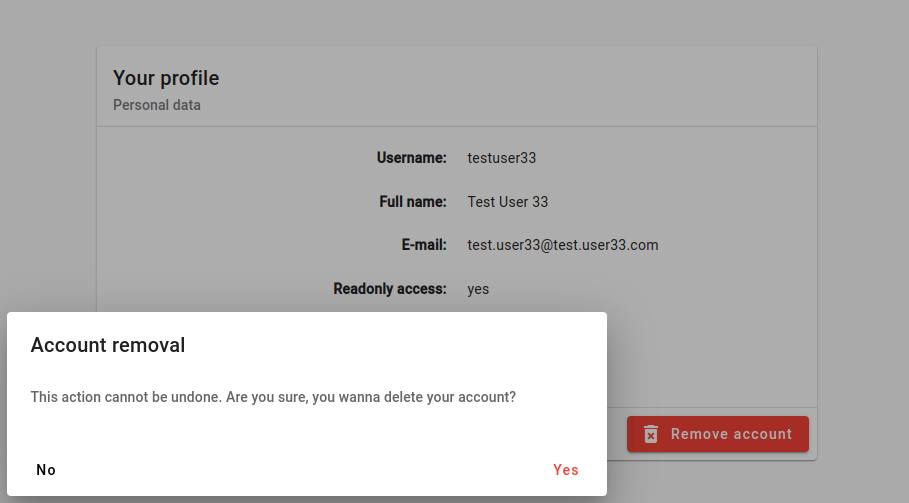 Your profile
Personal data
Username: testuser33
Full name: Test User 33
E-mail: test.user33@test.user33.com
Readonly access: yes
Account removal
This action cannot be undone. Are you sure, you wanna delete your account?
Remove account
No Yes